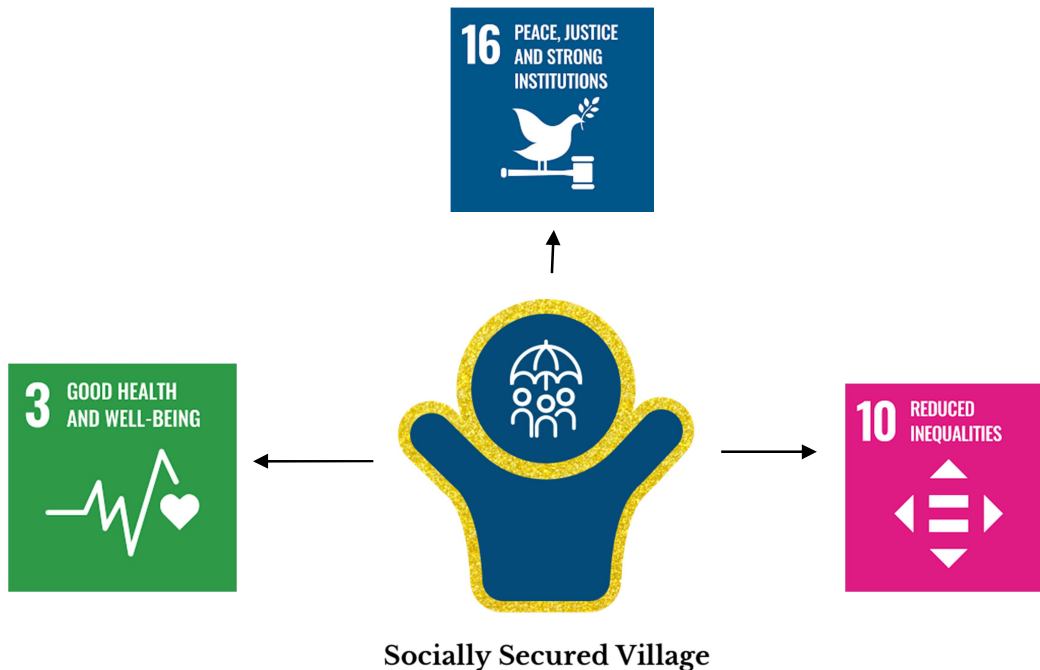 16 PEACE, JUSTICE
AND STRONG
INSTITUTIONS
3 GOOD HEALTH
AND WELL-BEING
10 REDUCED
INEQUALITIES
Socially Secured Village